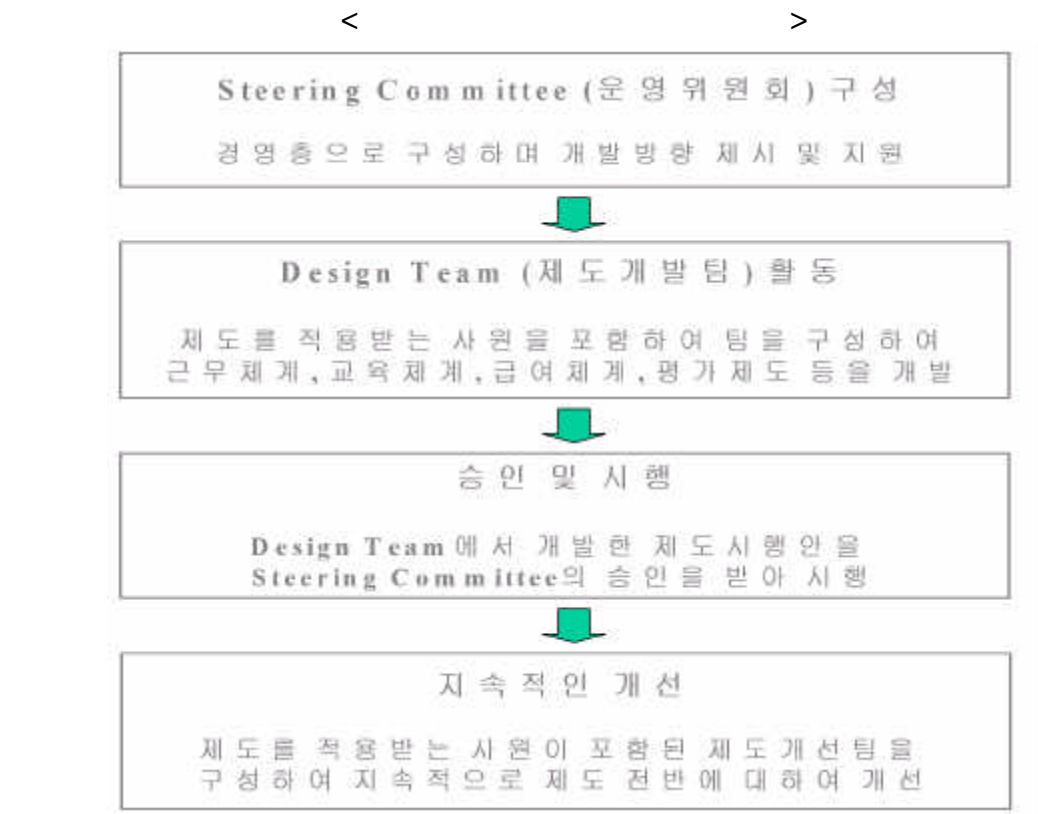 < >
Steering Committee (운영위원회) 구성
경영층으로 구성하며 개발방향 제시 및 지원
Design Team (제도개발팀) 활동
제도를 적용받는 사원을 포함하여 팀을 구성하여
근무체계, 교육체계, 급여체계, 평가제도 등을 개발
승인 및 시행
Design Team에서 개발한 제도시행안을
Steering Committee의 승인을 받아 시행
지속적인 개선
제도를 적용받는 사원이 포함된 제도개선팀을
구성하여 지속적으로 제도 전반에 대하여 개선